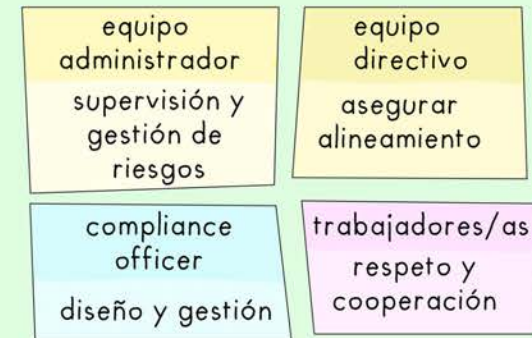 equipo
administrador
supervisión y
gestión de
riesgos
equipo
directivo
asegurar
alineamiento
compliance
officer
diseño y gestión
trabajadores/as
respeto y
cooperación